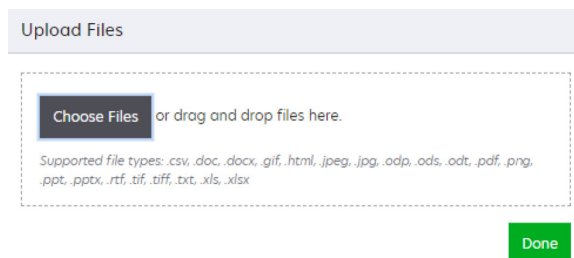 Upload Files
Choose Files or drag and drop files here.
Supported file types: .csv, .doc, .docx, .gif, .html, .jpeg, .jpg, .odp, .ods, .odt, .pdf, .png,
.ppt, .pptx, .rtf, .tif, .tiff, .txt, .xls, .xlsx
Done